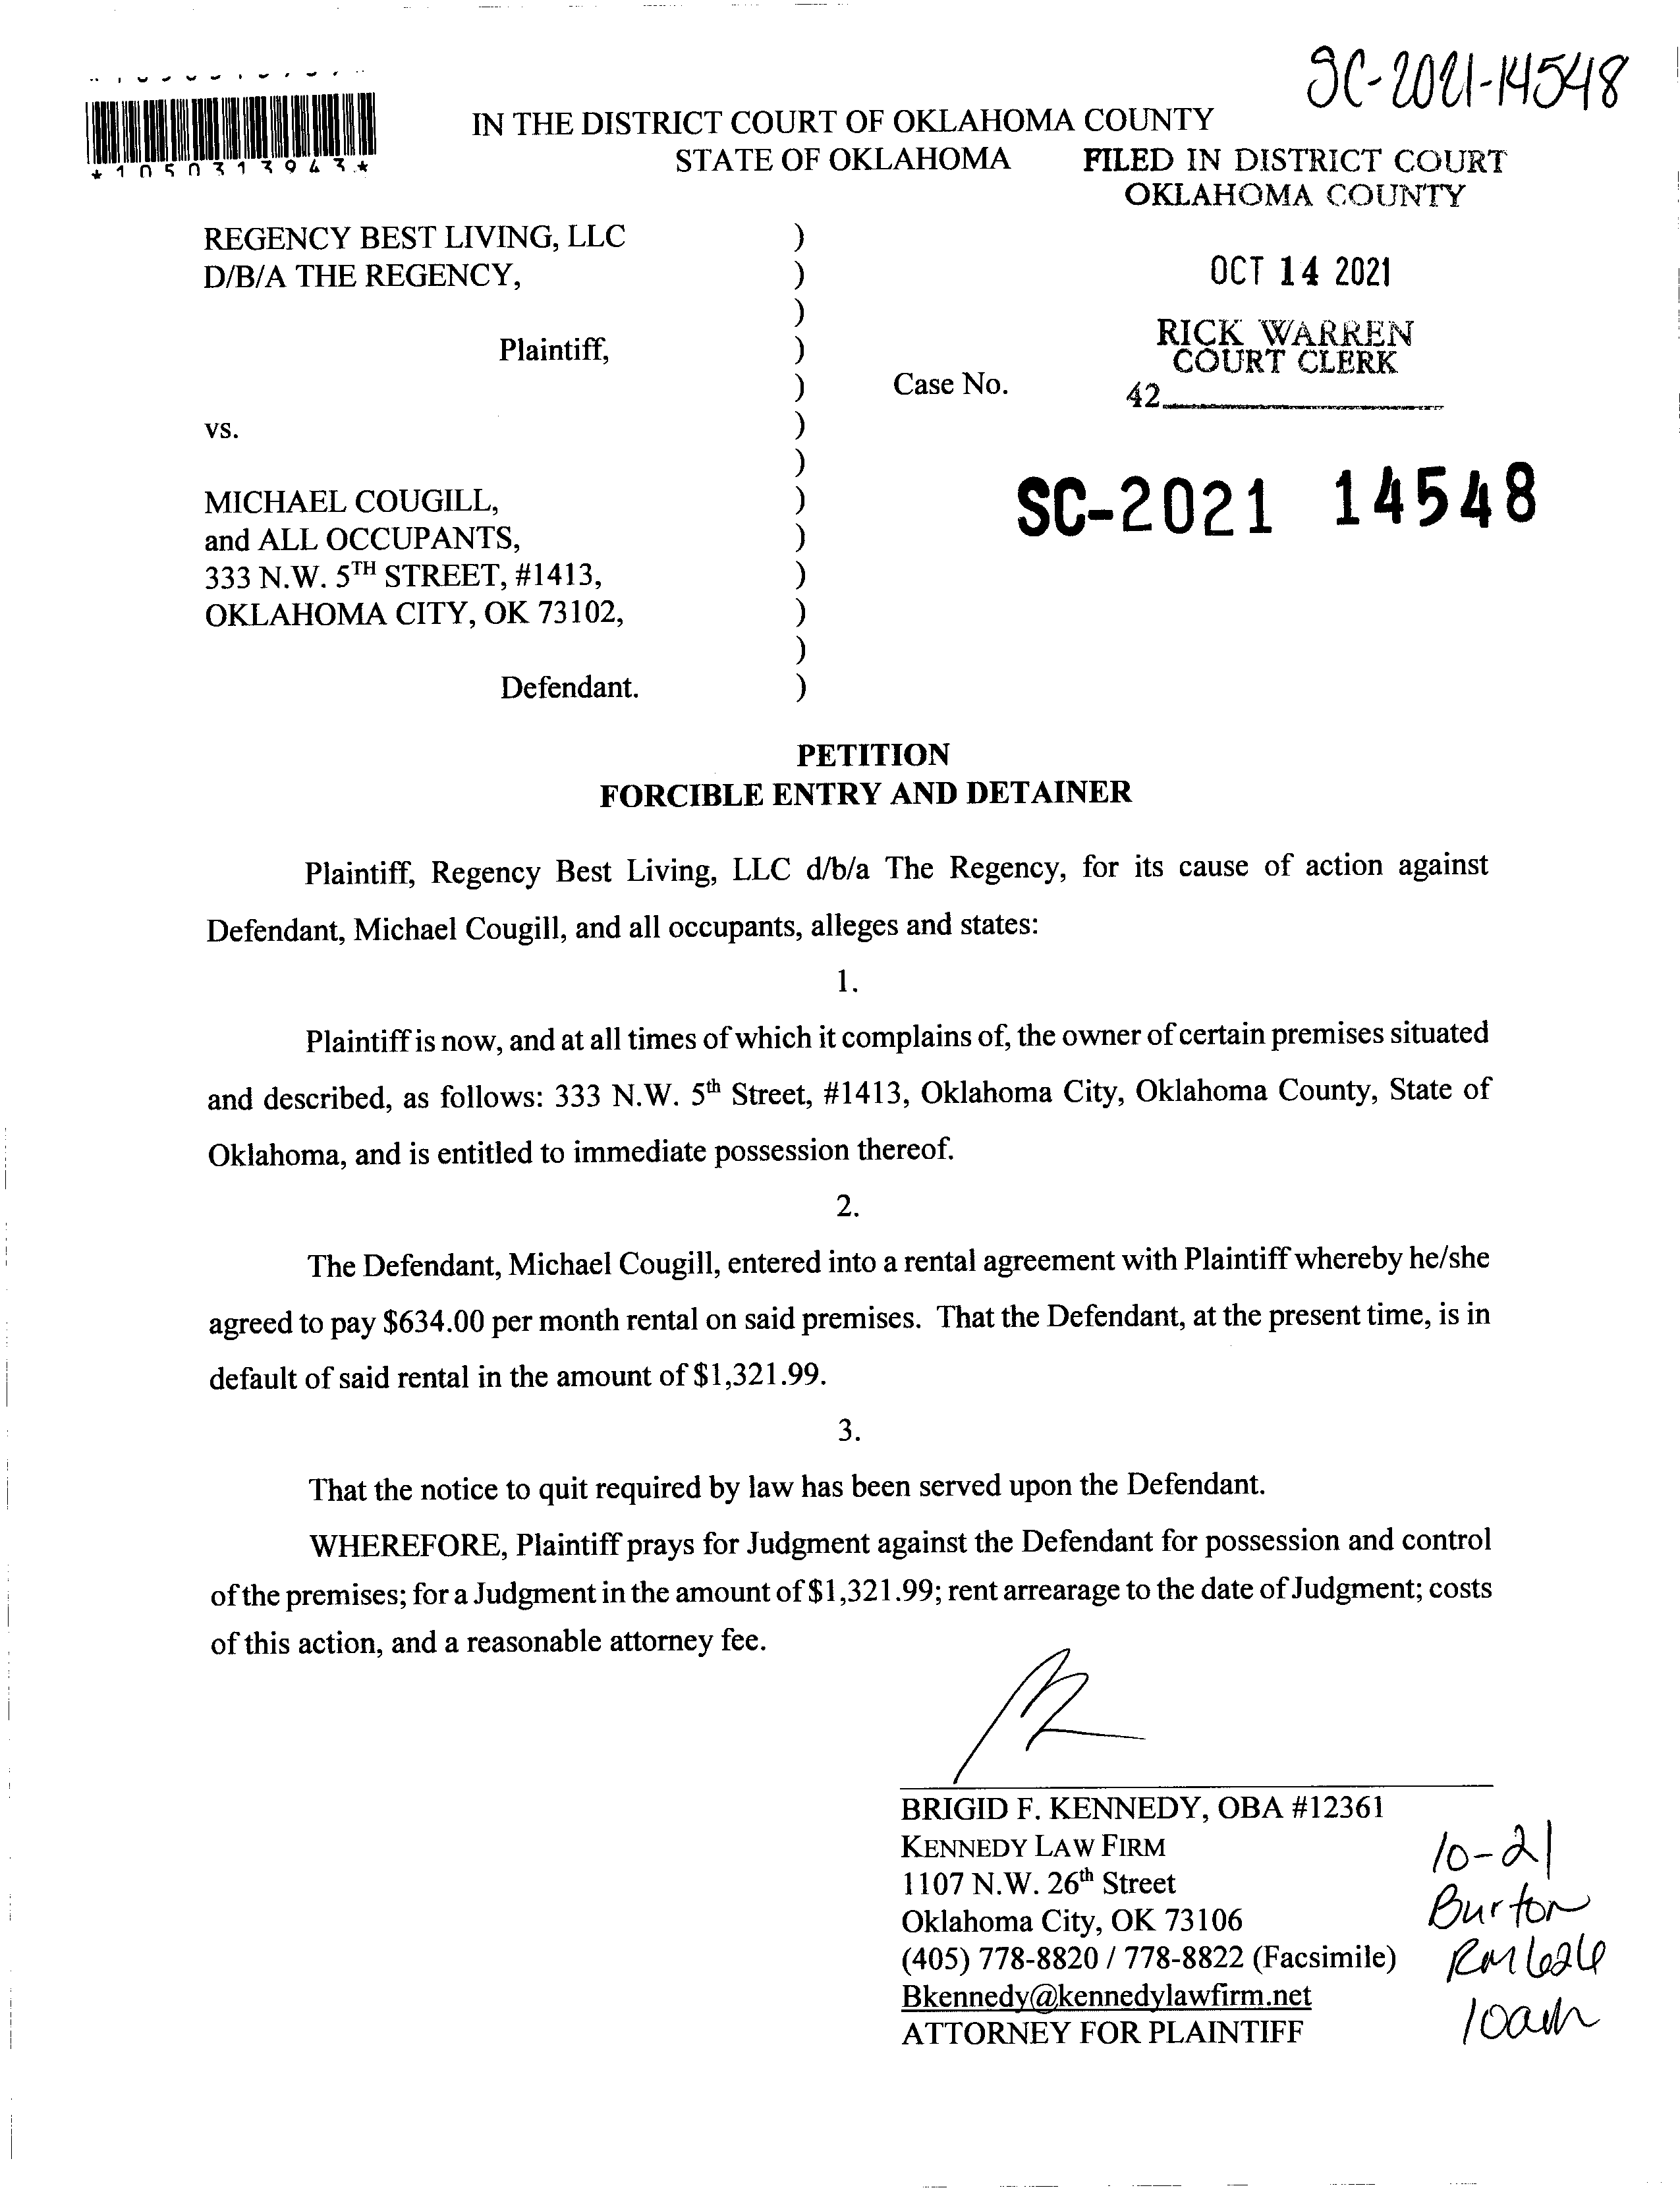 SC-2021-14548
*1050313943*
IN THE DISTRICT COURT OF OKLAHOMA COUNTY
STATE OF OKLAHOMA
FILED IN DISTRICT COURT
OKLAHOMA COUNTY
OCT 14 2021
RICK WARREN
COURT CLERK
42
REGENCY BEST LIVING, LLC )
D/B/A THE REGENCY, )
)
Plaintiff, )
) Case No.
vs. )
)
SC-2021 14548
MICHAEL COUGILL, )
and ALL OCCUPANTS, )
333 N.W. 5TH STREET, #1413, )
OKLAHOMA CITY, OK 73102, )
)
Defendant. )
PETITION
FORCIBLE ENTRY AND DETAINER
Plaintiff, Regency Best Living, LLC d/b/a The Regency, for its cause of action against
Defendant, Michael Cougill, and all occupants, alleges and states:
1.
Plaintiff is now, and at all times of which it complains of, the owner of certain premises situated
and described, as follows: 333 N.W. 5th Street, #1413, Oklahoma City, Oklahoma County, State of
Oklahoma, and is entitled to immediate possession thereof.
2.
The Defendant, Michael Cougill, entered into a rental agreement with Plaintiff whereby he/she
agreed to pay $634.00 per month rental on said premises. That the Defendant, at the present time, is in
default of said rental in the amount of $1,321.99.
3.
That the notice to quit required by law has been served upon the Defendant.
WHEREFORE, Plaintiff prays for Judgment against the Defendant for possession and control
of the premises; for a Judgment in the amount of $1,321.99; rent arrearage to the date of Judgment; costs
of this action, and a reasonable attorney fee.
BRIGID F. KENNEDY, OBA #12361
KENNEDY LAW FIRM
1107 N.W. 26th Street
Oklahoma City, OK 73106
(405) 778-8820 / 778-8822 (Facsimile)
Bkennedy@kennedylawfirm.net
ATTORNEY FOR PLAINTIFF
10-21
Burton
RM 626
10am